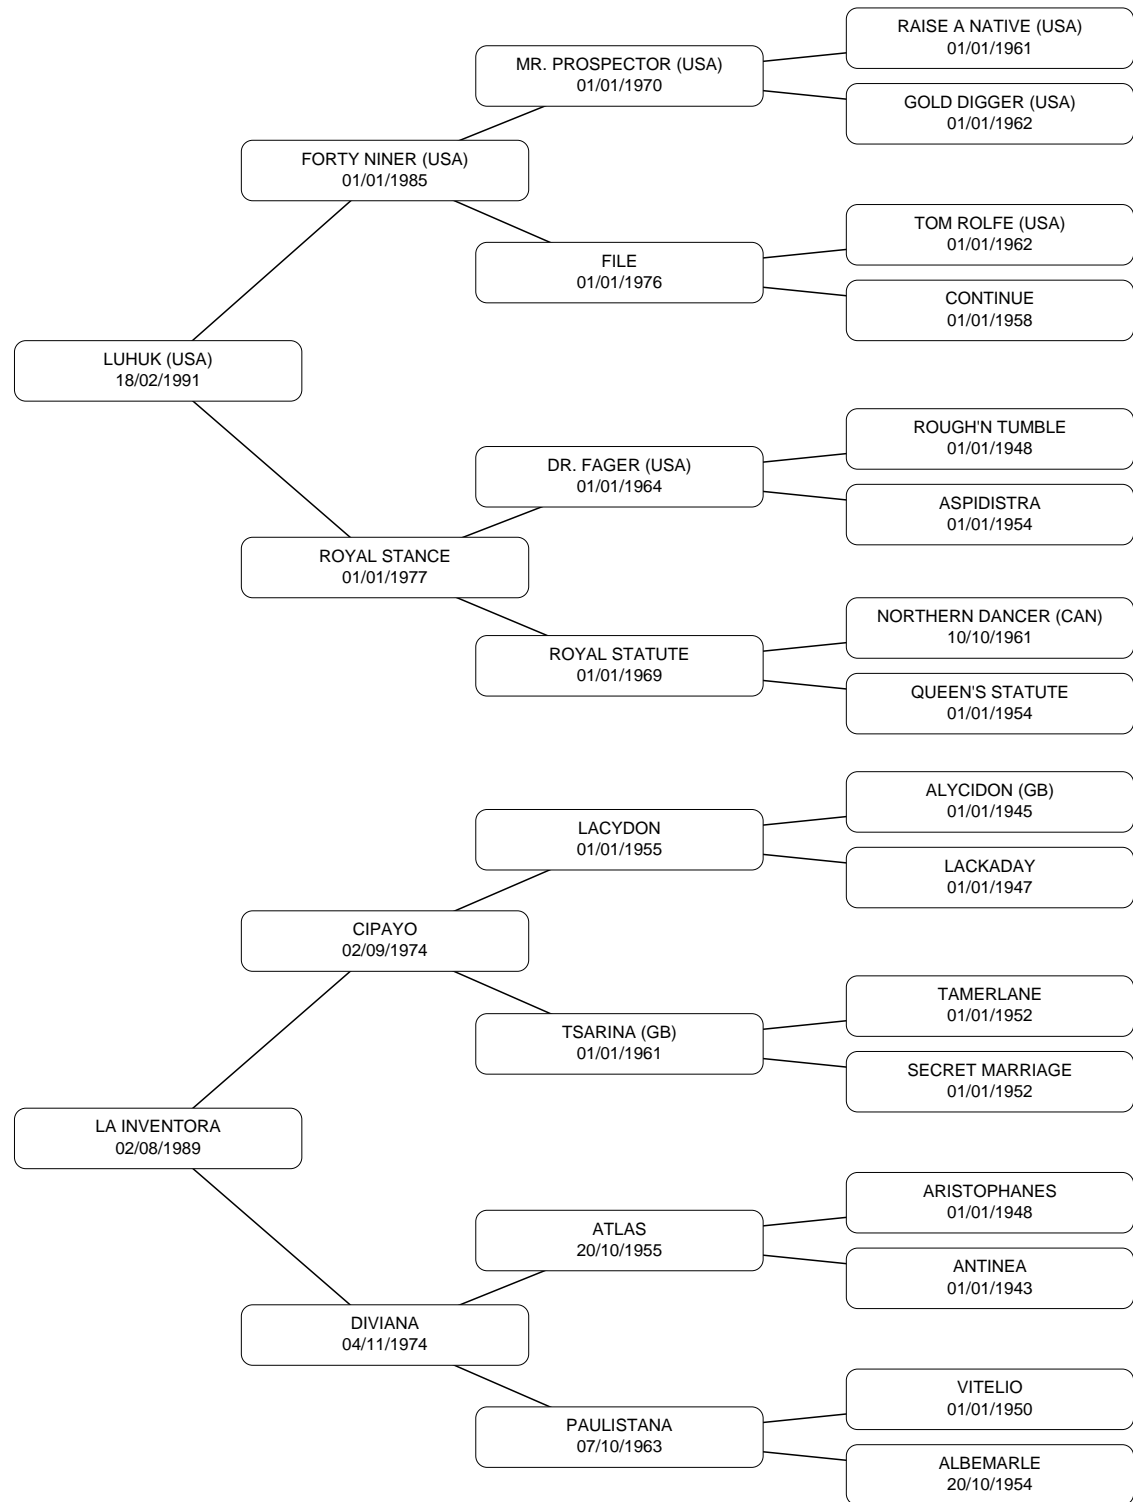 RAISE A NATIVE (USA)
01/01/1961
MR. PROSPECTOR (USA)
01/01/1970
GOLD DIGGER (USA)
01/01/1962
FORTY NINER (USA)
01/01/1985
TOM ROLFE (USA)
01/01/1962
FILE
01/01/1976
CONTINUE
01/01/1958
LUHUK (USA)
18/02/1991
ROUGH'N TUMBLE
01/01/1948
DR. FAGER (USA)
01/01/1964
ASPIDISTRA
01/01/1954
ROYAL STANCE
01/01/1977
NORTHERN DANCER (CAN)
10/10/1961
ROYAL STATUTE
01/01/1969
QUEEN'S STATUTE
01/01/1954
ALYCIDON (GB)
01/01/1945
LACYDON
01/01/1955
LACKADAY
01/01/1947
CIPAYO
02/09/1974
TAMERLANE
01/01/1952
TSARINA (GB)
01/01/1961
SECRET MARRIAGE
01/01/1952
LA INVENTORA
02/08/1989
ARISTOPHANES
01/01/1948
ATLAS
20/10/1955
ANTINEA
01/01/1943
DIVIANA
04/11/1974
VITELIO
01/01/1950
PAULISTANA
07/10/1963
ALBEMARLE
20/10/1954